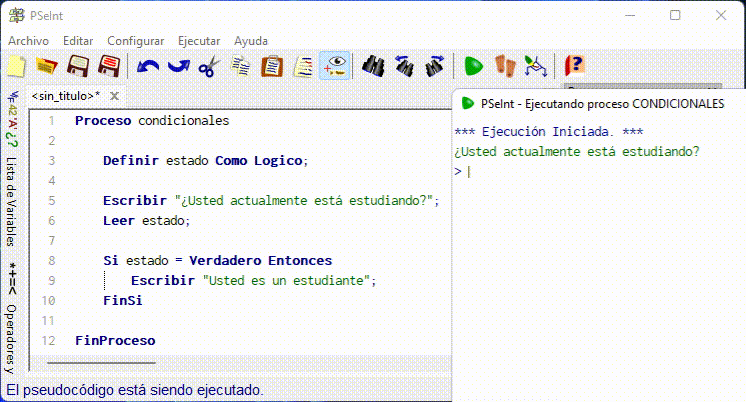 PSeInt
Archivo Editar Configurar Ejecutar Ayuda
<sin_titulo>*
PSeInt - Ejecutando proceso CONDICIONALES
*** Ejecución Iniciada. ***
¿Usted actualmente está estudiando?
>
1 Proceso condicionales
2
3 Definir estado Como Logico;
4
5 Escribir "¿Usted actualmente está estudiando?";
6 Leer estado;
7
8 Si estado = Verdadero Entonces
9 Escribir "Usted es un estudiante";
10 FinSi
11
12 FinProceso
Lista de Variables
*+=< Operadores y
El pseudocódigo está siendo ejecutado.